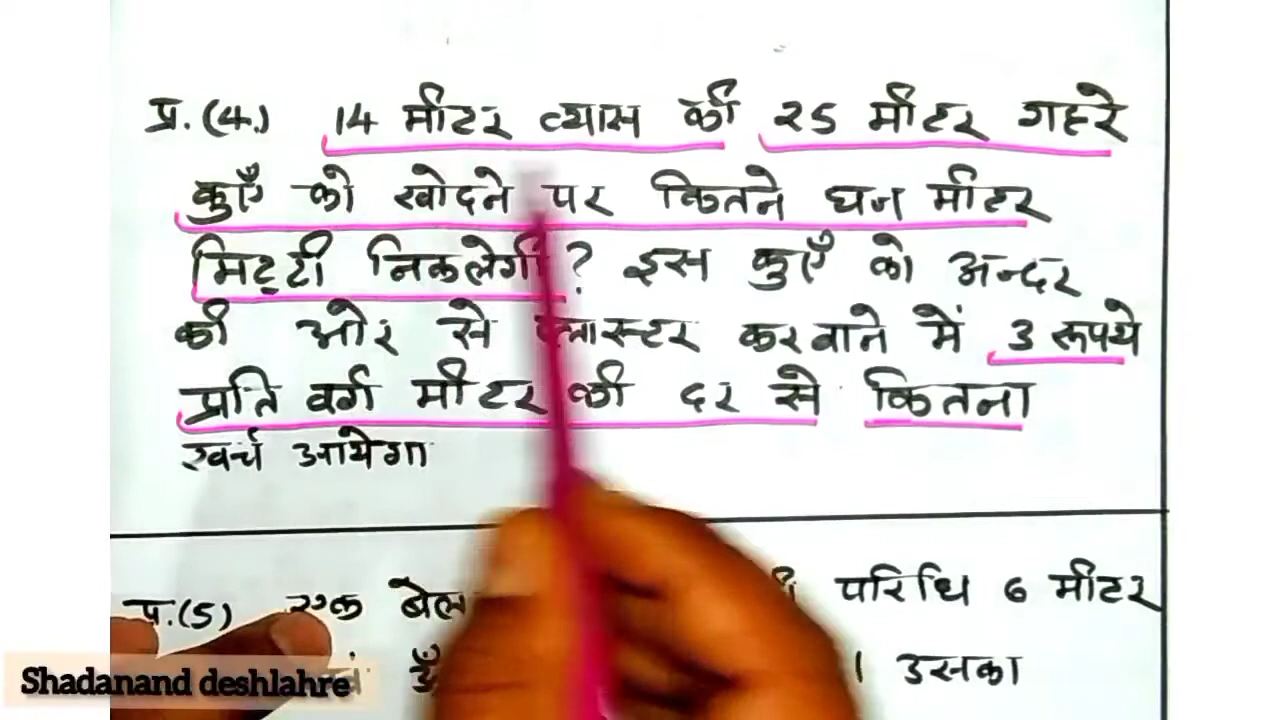 प्र.(4.) 14 मीटर व्यास की 25 मीटर गहरे
कुएँ को खोदने पर कितने घन मीटर
मिट्टी निकलेगी? इस कुएँ को अन्दर
की ओर से प्लास्टर करवाने में 3 रूपये
प्रति वर्ग मीटर की दर से कितना
खर्च आयेगा
प्र.(5) एक परिधि 6 मीटर
उसका
Shadanand deshlahre